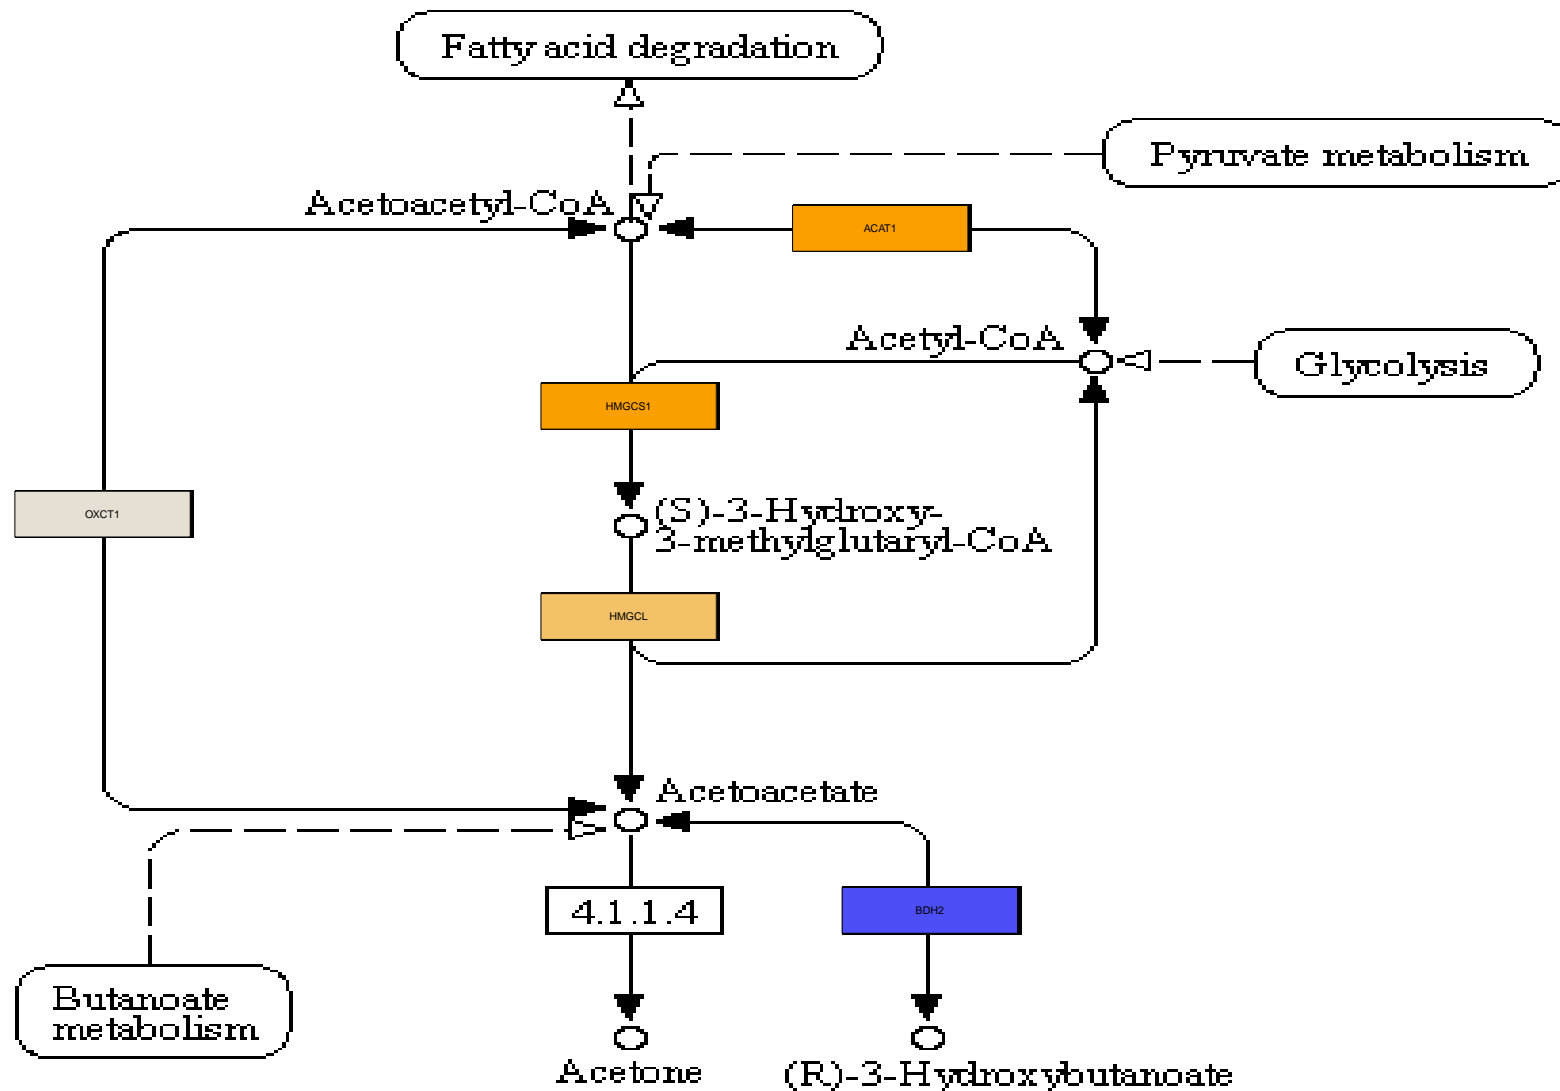 Fatty acid degradation
Pyruvate metabolism
Acetoacetyl-CoA
ACAT1
Acetyl-CoA
Glycolysis
HMGCS1
OXCT1
(S)-3-Hydroxy-
3-methylglutaryl-CoA
HMGCL
Acetoacetate
4.1.1.4
BDH2
Butanoate
metabolism
Acetone
(R)-3-Hydroxybutanoate